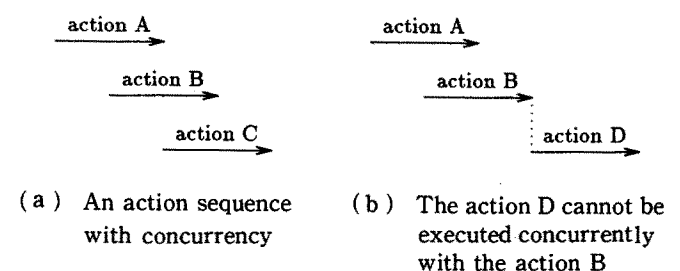 action A
action B
action C
(a) An action sequence
with concurrency
action A
action B
action D
(b) The action D cannot be
executed concurrently
with the action B